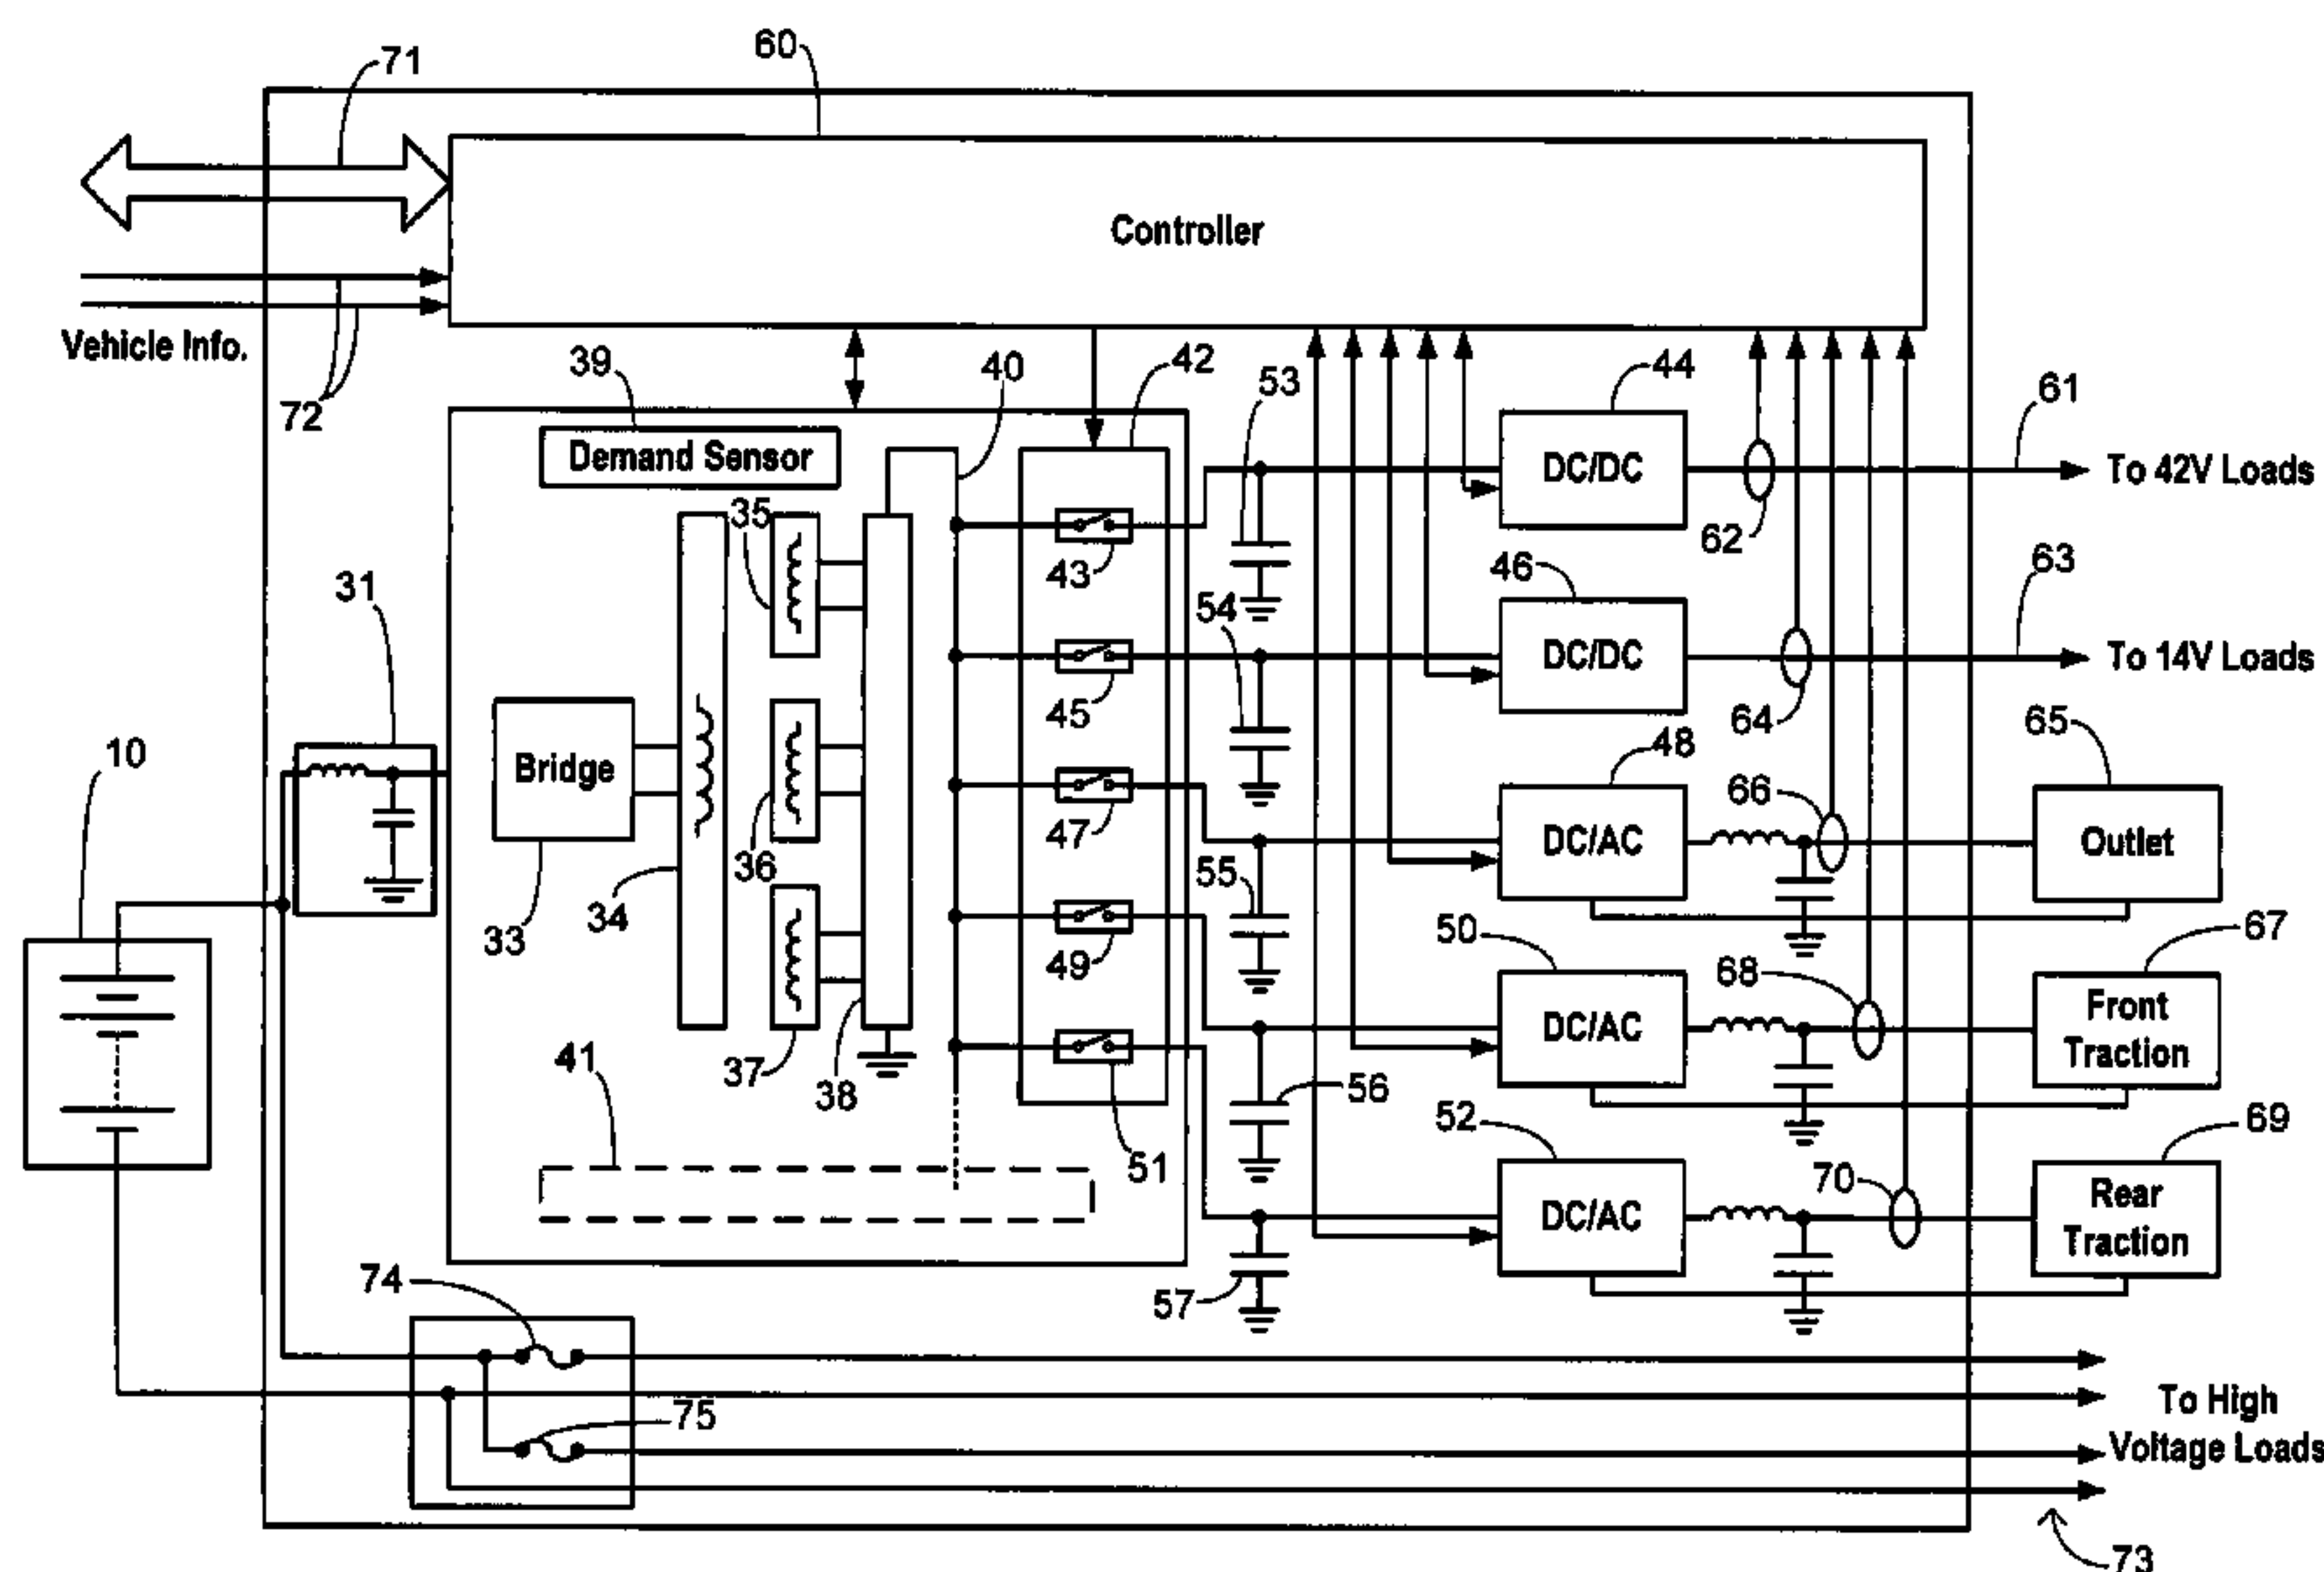 60
71
Controller
Vehicle Info.
72
39
40
42
53
44
61
Demand Sensor
DC/DC
To 42V Loads
35
62
43
46
63
31
54
DC/DC
To 14V Loads
45
64
65
48
10
Bridge
66
47
DC/AC
Outlet
36
55
34
33
49
50
67
68
Front
Traction
DC/AC
41
37
38
56
52
69
51
70
Rear
Traction
DC/AC
74
57
75
To High
Voltage Loads
73